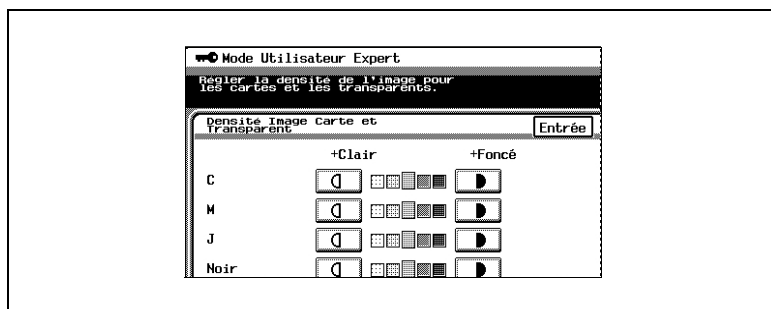 Mode Utilisateur Expert
Régler la densité de l'image pour
les cartes et les transparents.
Densité Image Carte et
Transparent
Entrée
+Clair +Foncé
C
M
J
Noir